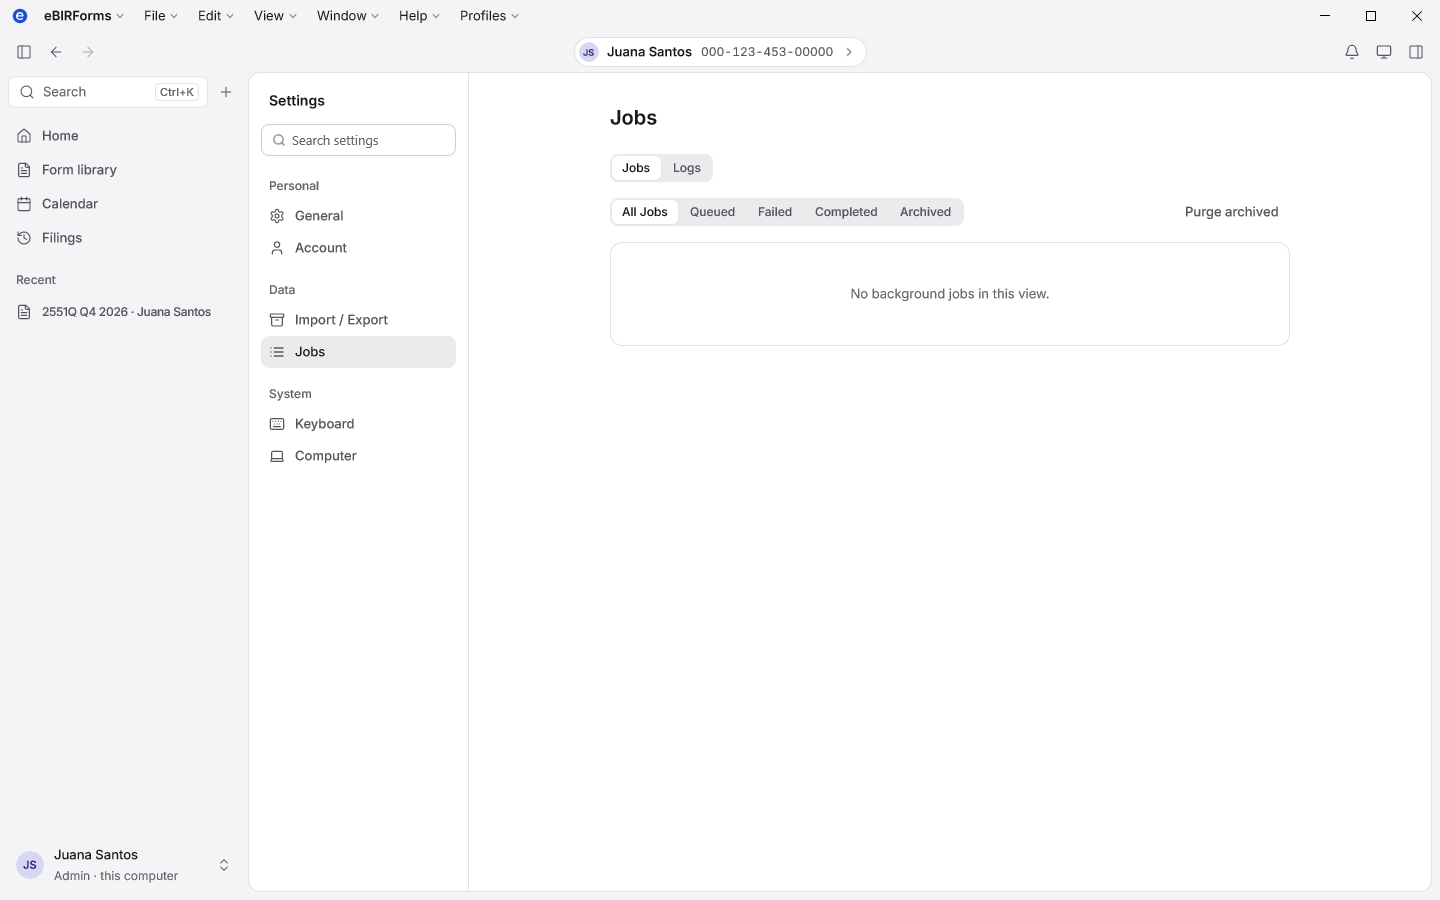 eBIRForms File Edit View Window Help Profiles
JS Juana Santos 000-123-453-00000
Search Ctrl+K
Home
Form library
Calendar
Filings
Recent
2551Q Q4 2026 · Juana Santos
JS Juana Santos
Admin · this computer
Settings
Search settings
Personal
General
Account
Data
Import / Export
Jobs
System
Keyboard
Computer
Jobs
Jobs Logs
All Jobs Queued Failed Completed Archived Purge archived
No background jobs in this view.